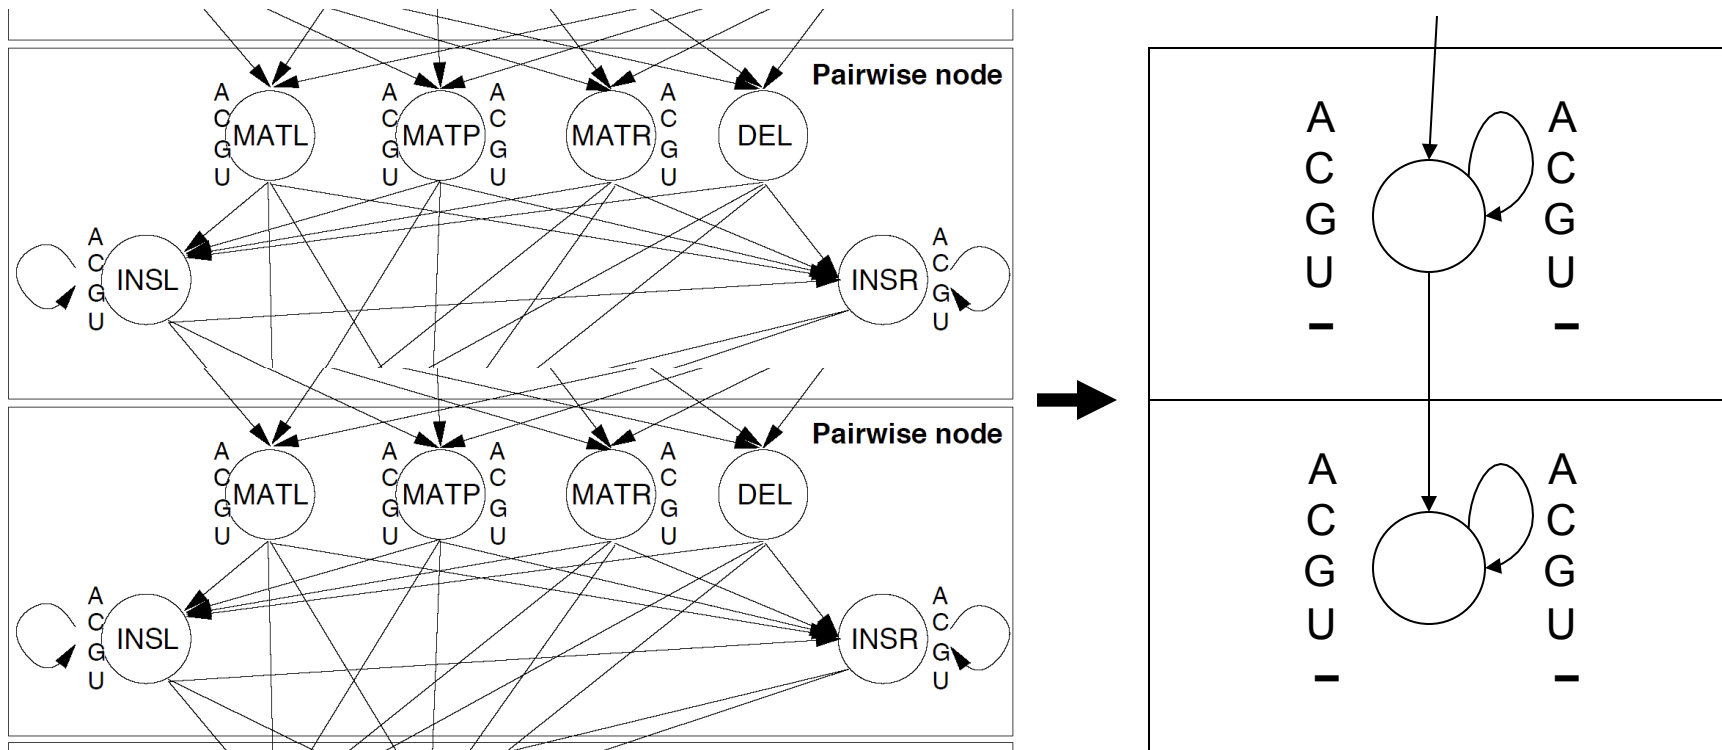 Pairwise node
A A A A
C C C C
G G G G
U U U U
MATL MATP MATR DEL
A A
C C
G G
U U
INSL INSR
Pairwise node
A A A A
C C C C
G G G G
U U U U
MATL MATP MATR DEL
A A
C C
G G
U U
INSL INSR
A A
C C
G G
U U
– –
A A
C C
G G
U U
– –